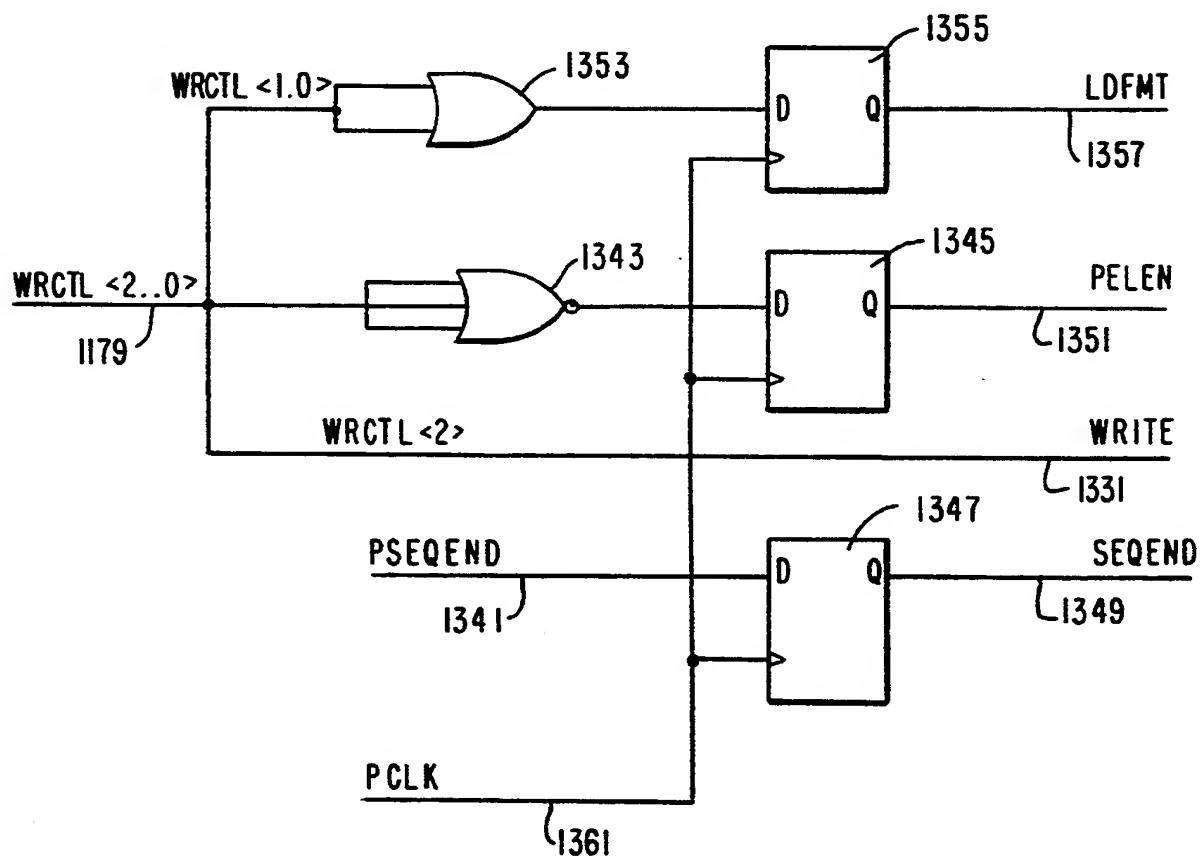 1355
1353
WRCTL <1.0>
LDFMT
D Q
1357
1343
1345
WRCTL <2..0>
PELEN
D Q
1179
1351
WRCTL <2>
WRITE
1331
1347
PSEQEND
SEQEND
D Q
1341
1349
PCLK
1361